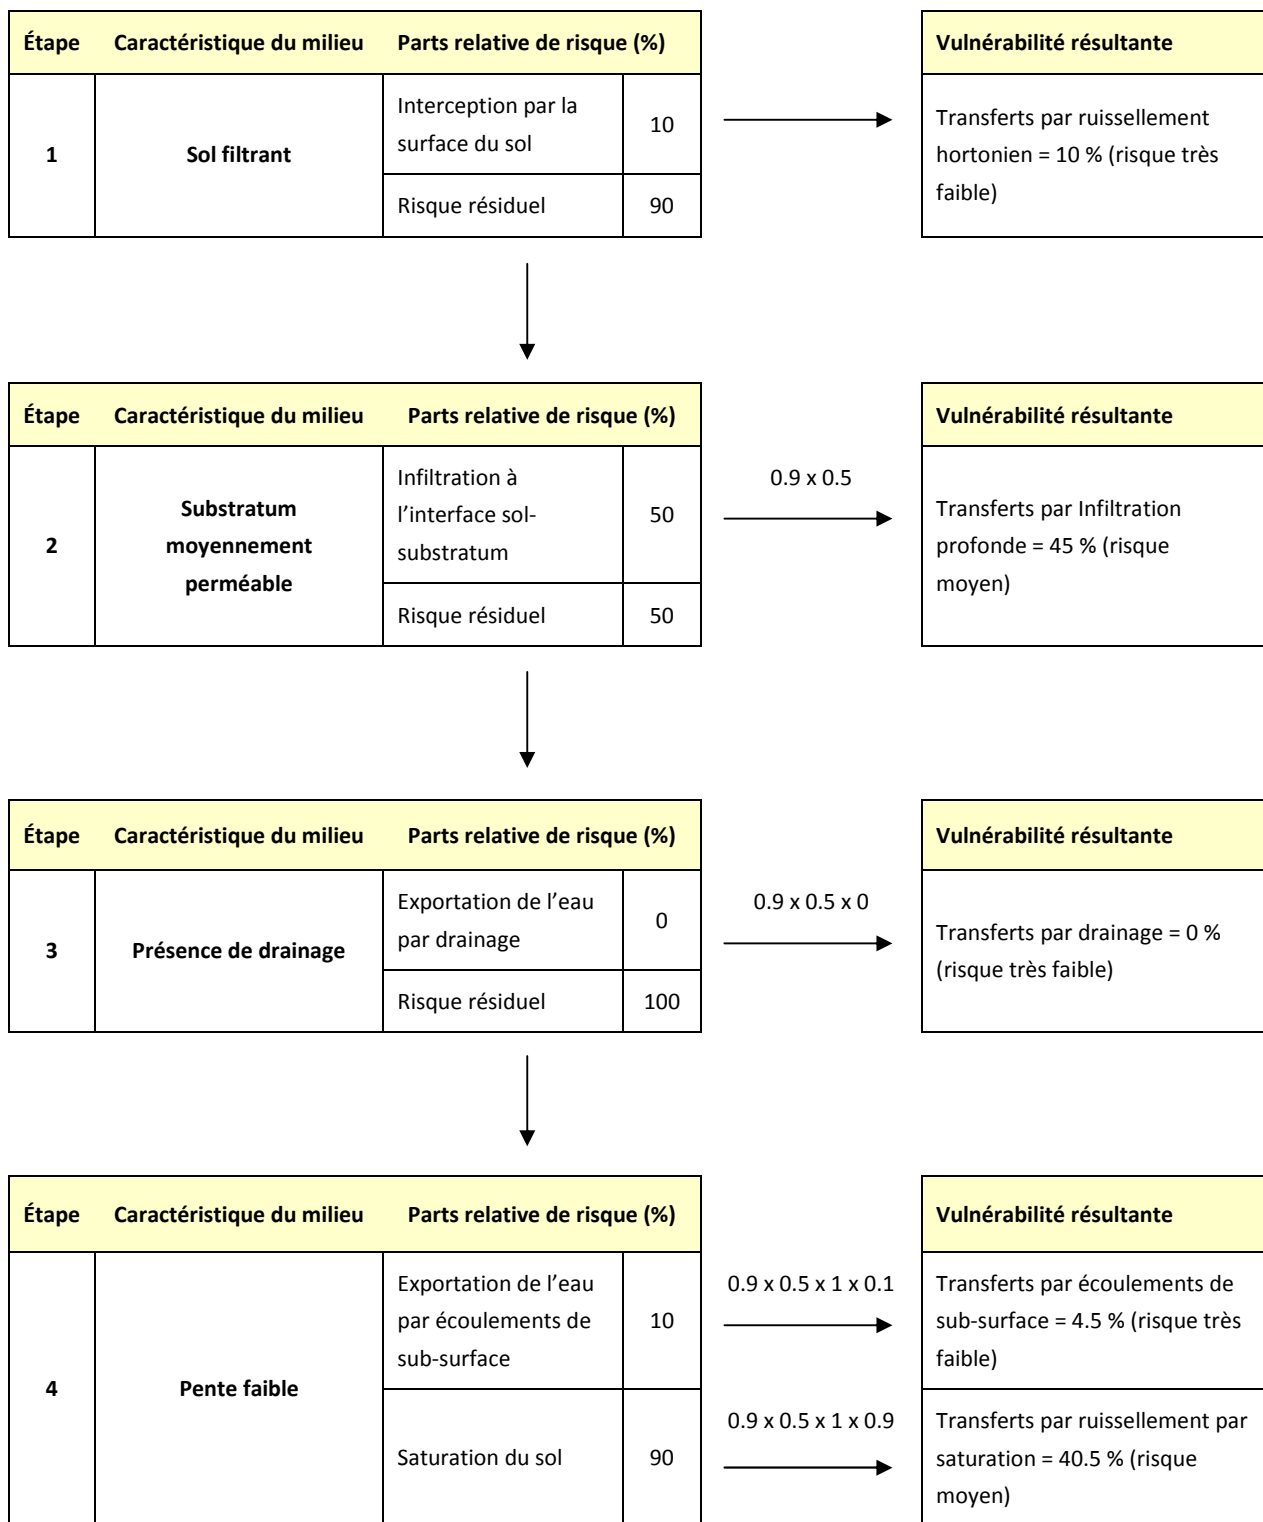 Étape Caractéristique du milieu Parts relative de risque (%)
1
Sol filtrant
Interception par la
surface du sol
10
Risque résiduel 90
Vulnérabilité résultante
Transferts par ruissellement
hortonien = 10 % (risque très
faible)
Étape Caractéristique du milieu Parts relative de risque (%)
2
Substratum
moyennement
perméable
Infiltration à
l’interface sol-
substratum
50
Risque résiduel 50
0.9 x 0.5
Vulnérabilité résultante
Transferts par Infiltration
profonde = 45 % (risque
moyen)
Étape Caractéristique du milieu Parts relative de risque (%)
3
Présence de drainage
Exportation de l’eau
par drainage
0
Risque résiduel 100
0.9 x 0.5 x 0
Vulnérabilité résultante
Transferts par drainage = 0 %
(risque très faible)
Étape Caractéristique du milieu Parts relative de risque (%)
4
Pente faible
Exportation de l’eau
par écoulements de
sub-surface
10
0.9 x 0.5 x 1 x 0.1
Saturation du sol 90
0.9 x 0.5 x 1 x 0.9
Vulnérabilité résultante
Transferts par écoulements de
sub-surface = 4.5 % (risque très
faible)
Transferts par ruissellement par
saturation = 40.5 % (risque
moyen)